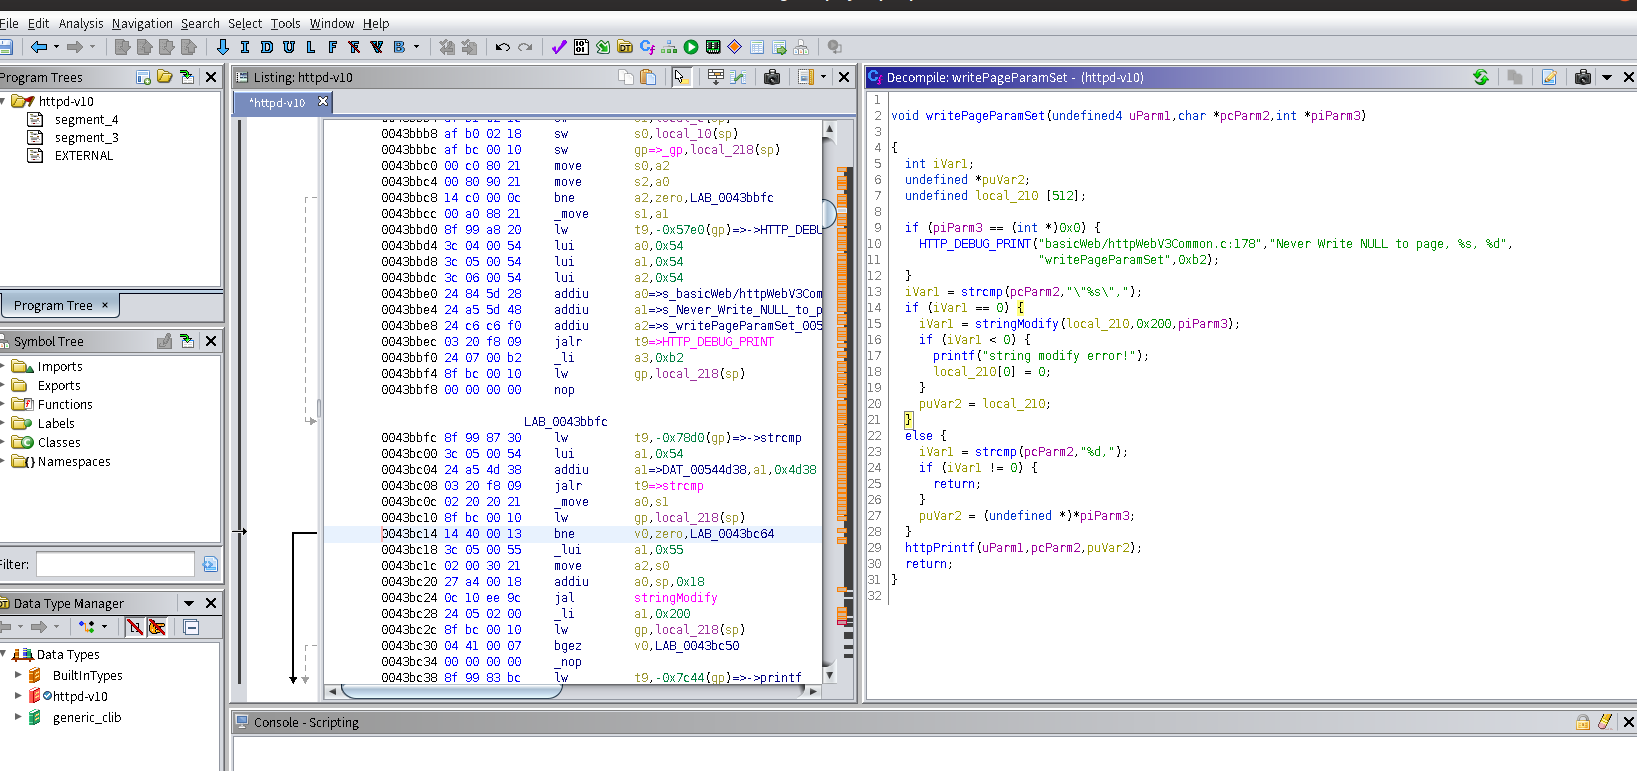 File Edit Analysis Navigation Search Select Tools Window Help
Program Trees
httpd-v10
segment_4
segment_3
EXTERNAL
Program Tree ×
Symbol Tree
Imports
Exports
Functions
Labels
Classes
Namespaces
Filter:
Data Type Manager
Data Types
BuiltInTypes
httpd-v10
generic_clib
Listing: httpd-v10
*httpd-v10
0043bbb8 af b0 02 18 sw s0,local_10(sp)
0043bbbc af bc 00 10 sw gp=>_gp,local_218(sp)
0043bbc0 00 c0 80 21 move s0,a2
0043bbc4 00 80 90 21 move s2,a0
0043bbc8 14 c0 00 0c bne a2,zero,LAB_0043bbfc
0043bbcc 00 a0 88 21 _move s1,a1
0043bbd0 8f 99 a8 20 lw t9,-0x57e0(gp)=>->HTTP_DEBU
0043bbd4 3c 04 00 54 lui a0,0x54
0043bbd8 3c 05 00 54 lui a1,0x54
0043bbdc 3c 06 00 54 lui a2,0x54
0043bbe0 24 84 5d 28 addiu a0=>s_basicWeb/httpWebV3Com
0043bbe4 24 a5 5d 48 addiu a1=>s_Never_Write_NULL_to_p
0043bbe8 24 c6 c6 f0 addiu a2=>s_writePageParamSet_005
0043bbec 03 20 f8 09 jalr t9=>HTTP_DEBUG_PRINT
0043bbf0 24 07 00 b2 _li a3,0xb2
0043bbf4 8f bc 00 10 lw gp,local_218(sp)
0043bbf8 00 00 00 00 nop
LAB_0043bbfc
0043bbfc 8f 99 87 30 lw t9,-0x78d0(gp)=>->strcmp
0043bc00 3c 05 00 54 lui a1,0x54
0043bc04 24 a5 4d 38 addiu a1=>DAT_00544d38,a1,0x4d38
0043bc08 03 20 f8 09 jalr t9=>strcmp
0043bc0c 02 20 20 21 _move a0,s1
0043bc10 8f bc 00 10 lw gp,local_218(sp)
0043bc14 14 40 00 13 bne v0,zero,LAB_0043bc64
0043bc18 3c 05 00 55 _lui a1,0x55
0043bc1c 02 00 30 21 move a2,s0
0043bc20 27 a4 00 18 addiu a0,sp,0x18
0043bc24 0c 10 ee 9c jal stringModify
0043bc28 24 05 02 00 _li a1,0x200
0043bc2c 8f bc 00 10 lw gp,local_218(sp)
0043bc30 04 41 00 07 bgez v0,LAB_0043bc50
0043bc34 00 00 00 00 _nop
0043bc38 8f 99 83 bc lw t9,-0x7c44(gp)=>->printf
Decompile: writePageParamSet - (httpd-v10)
1
2 void writePageParamSet(undefined4 uParm1,char *pcParm2,int *piParm3)
3
4 {
5 int iVar1;
6 undefined *puVar2;
7 undefined local_210 [512];
8
9 if (piParm3 == (int *)0x0) {
10 HTTP_DEBUG_PRINT("basicWeb/httpWebV3Common.c:178","Never Write NULL to page, %s, %d",
11 "writePageParamSet",0xb2);
12 }
13 iVar1 = strcmp(pcParm2,"\"%s\",");
14 if (iVar1 == 0) {
15 iVar1 = stringModify(local_210,0x200,piParm3);
16 if (iVar1 < 0) {
17 printf("string modify error!");
18 local_210[0] = 0;
19 }
20 puVar2 = local_210;
21 }
22 else {
23 iVar1 = strcmp(pcParm2,"%d,");
24 if (iVar1 != 0) {
25 return;
26 }
27 puVar2 = (undefined *)*piParm3;
28 }
29 httpPrintf(uParm1,pcParm2,puVar2);
30 return;
31 }
32
Console - Scripting